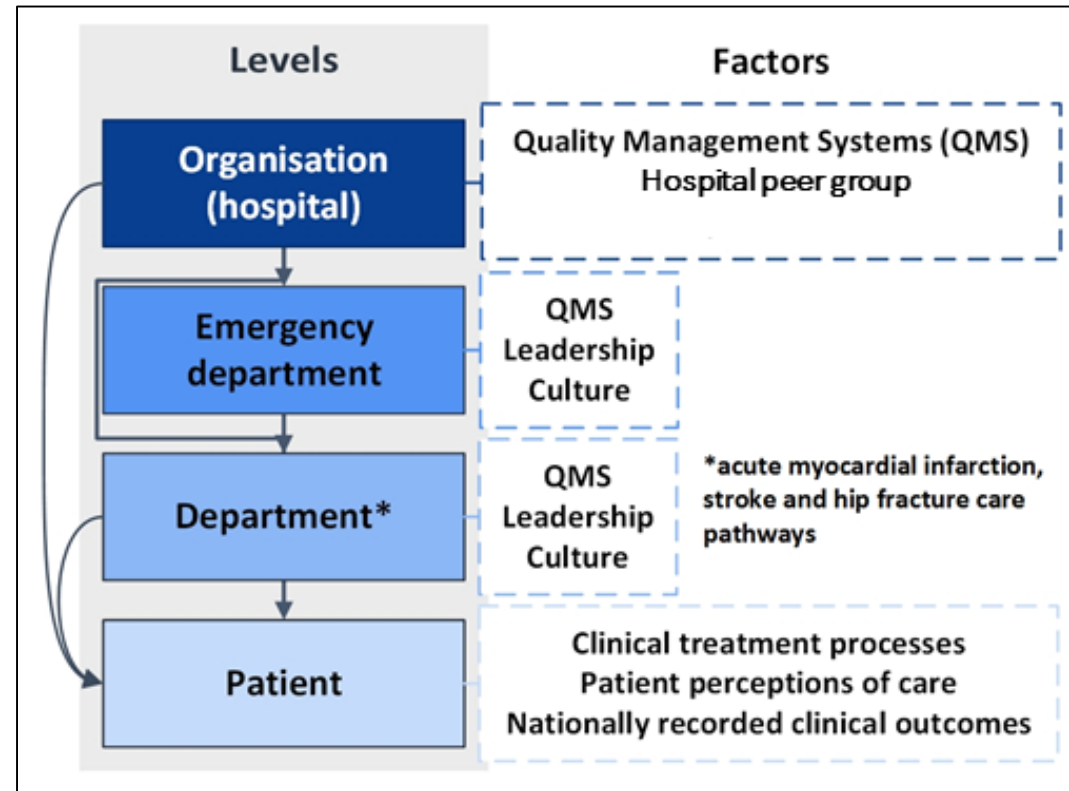 Levels
Factors
Organisation
(hospital)
Quality Management Systems (QMS)
Hospital peer group
Emergency
department
QMS
Leadership
Culture
Department*
QMS
Leadership
Culture
*acute myocardial infarction,
stroke and hip fracture care
pathways
Patient
Clinical treatment processes
Patient perceptions of care
Nationally recorded clinical outcomes